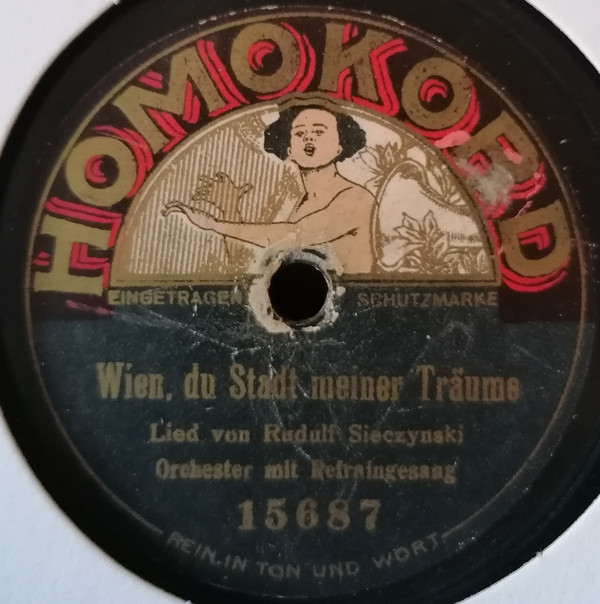 HOMOKORD
EINGETRAGEN SCHUTZMARKE
Wien, du Stadt meiner Träume
Lied von Rudolf Sieczynski
Orchester mit Refraingesang
15687
REIN IN TON UND WORT